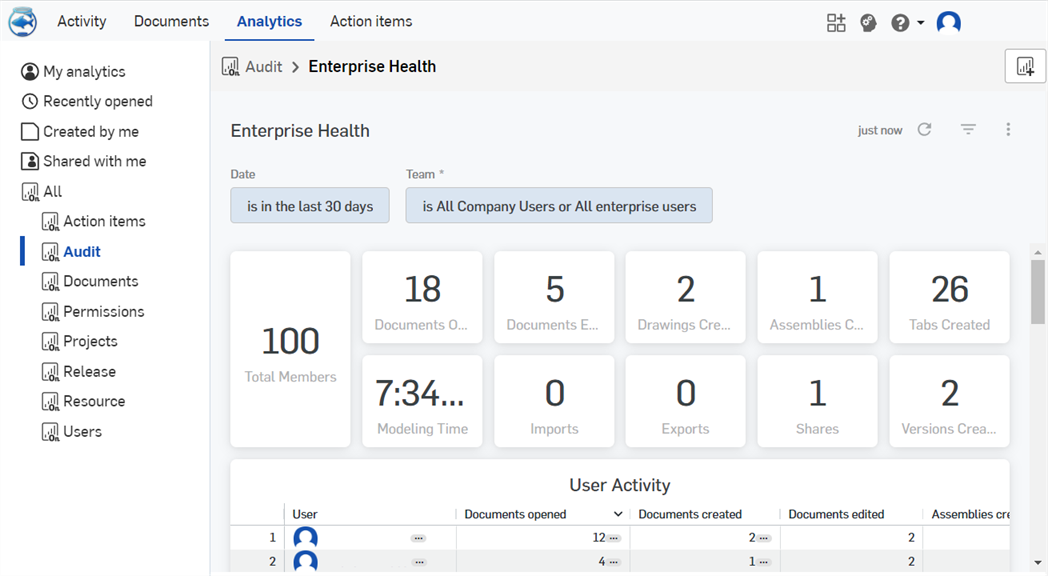 Activity Documents Analytics Action items
My analytics
Recently opened
Created by me
Shared with me
All
Action items
Audit
Documents
Permissions
Projects
Release
Resource
Users
Audit > Enterprise Health
Enterprise Health
just now
Date Team *
is in the last 30 days is All Company Users or All enterprise users
100
Total Members
18 5 2 1 26
Documents O... Documents E... Drawings Cre... Assemblies C... Tabs Created
7:34... 0 0 1 2
Modeling Time Imports Exports Shares Versions Crea...
User Activity
User Documents opened Documents created Documents edited Assemblies cre
1 12 2 2
2 4 1 2